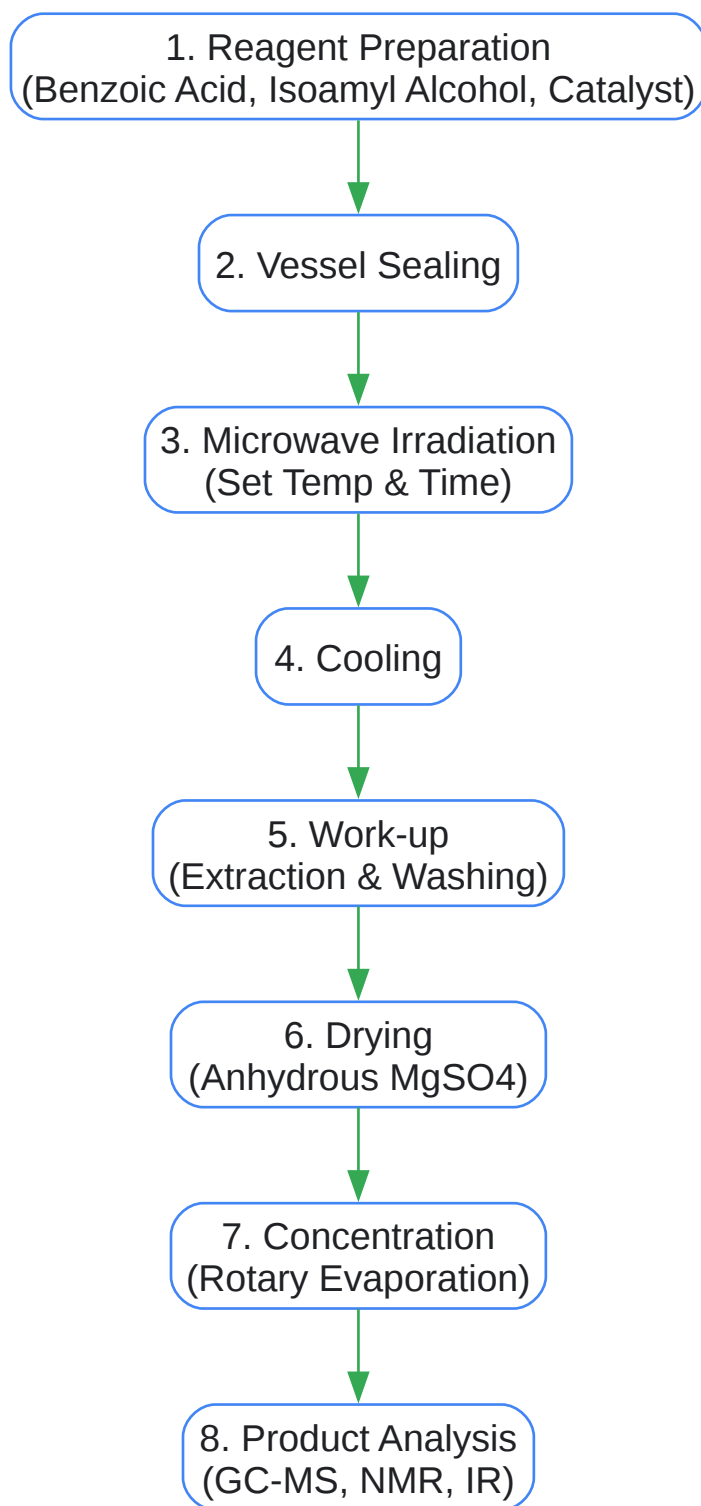 1. Reagent Preparation
(Benzoic Acid, Isoamyl Alcohol, Catalyst)
2. Vessel Sealing
3. Microwave Irradiation
(Set Temp & Time)
4. Cooling
5. Work-up
(Extraction & Washing)
6. Drying
(Anhydrous MgSO4)
7. Concentration
(Rotary Evaporation)
8. Product Analysis
(GC-MS, NMR, IR)